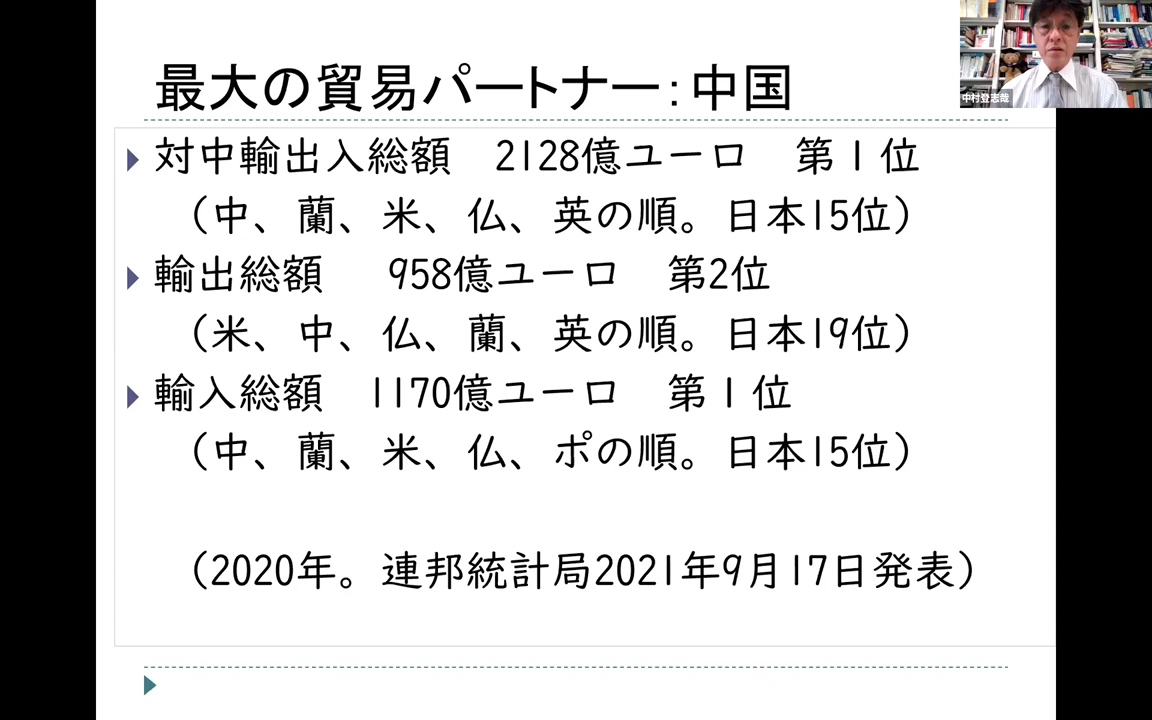 最大の貿易パートナー：中国
対中輸出入総額　2128億ユーロ　第１位
（中、蘭、米、仏、英の順。日本15位）
輸出総額　958億ユーロ　第2位
（米、中、仏、蘭、英の順。日本19位）
輸入総額　1170億ユーロ　第１位
（中、蘭、米、仏、ポの順。日本15位）
（2020年。連邦統計局2021年9月17日発表）
中村登志哉